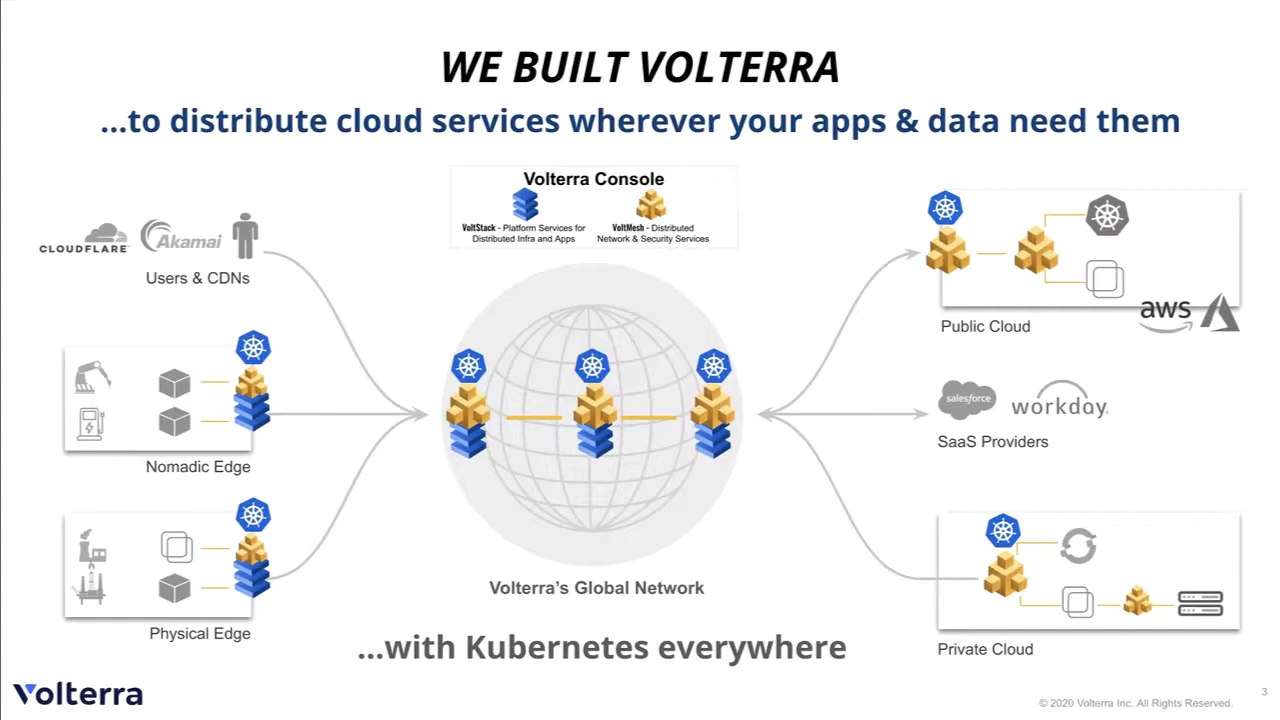 WE BUILT VOLTERRA
...to distribute cloud services wherever your apps & data need them
Volterra Console
VoltStack - Platform Services for
Distributed Infra and Apps
VoltMesh - Distributed
Network & Security Services
CLOUDFLARE
Akamai
Users & CDNs
Nomadic Edge
Physical Edge
Volterra's Global Network
Public Cloud
aws
salesforce
workday.
SaaS Providers
Private Cloud
...with Kubernetes everywhere
Volterra
© 2020 Volterra Inc. All Rights Reserved.
3